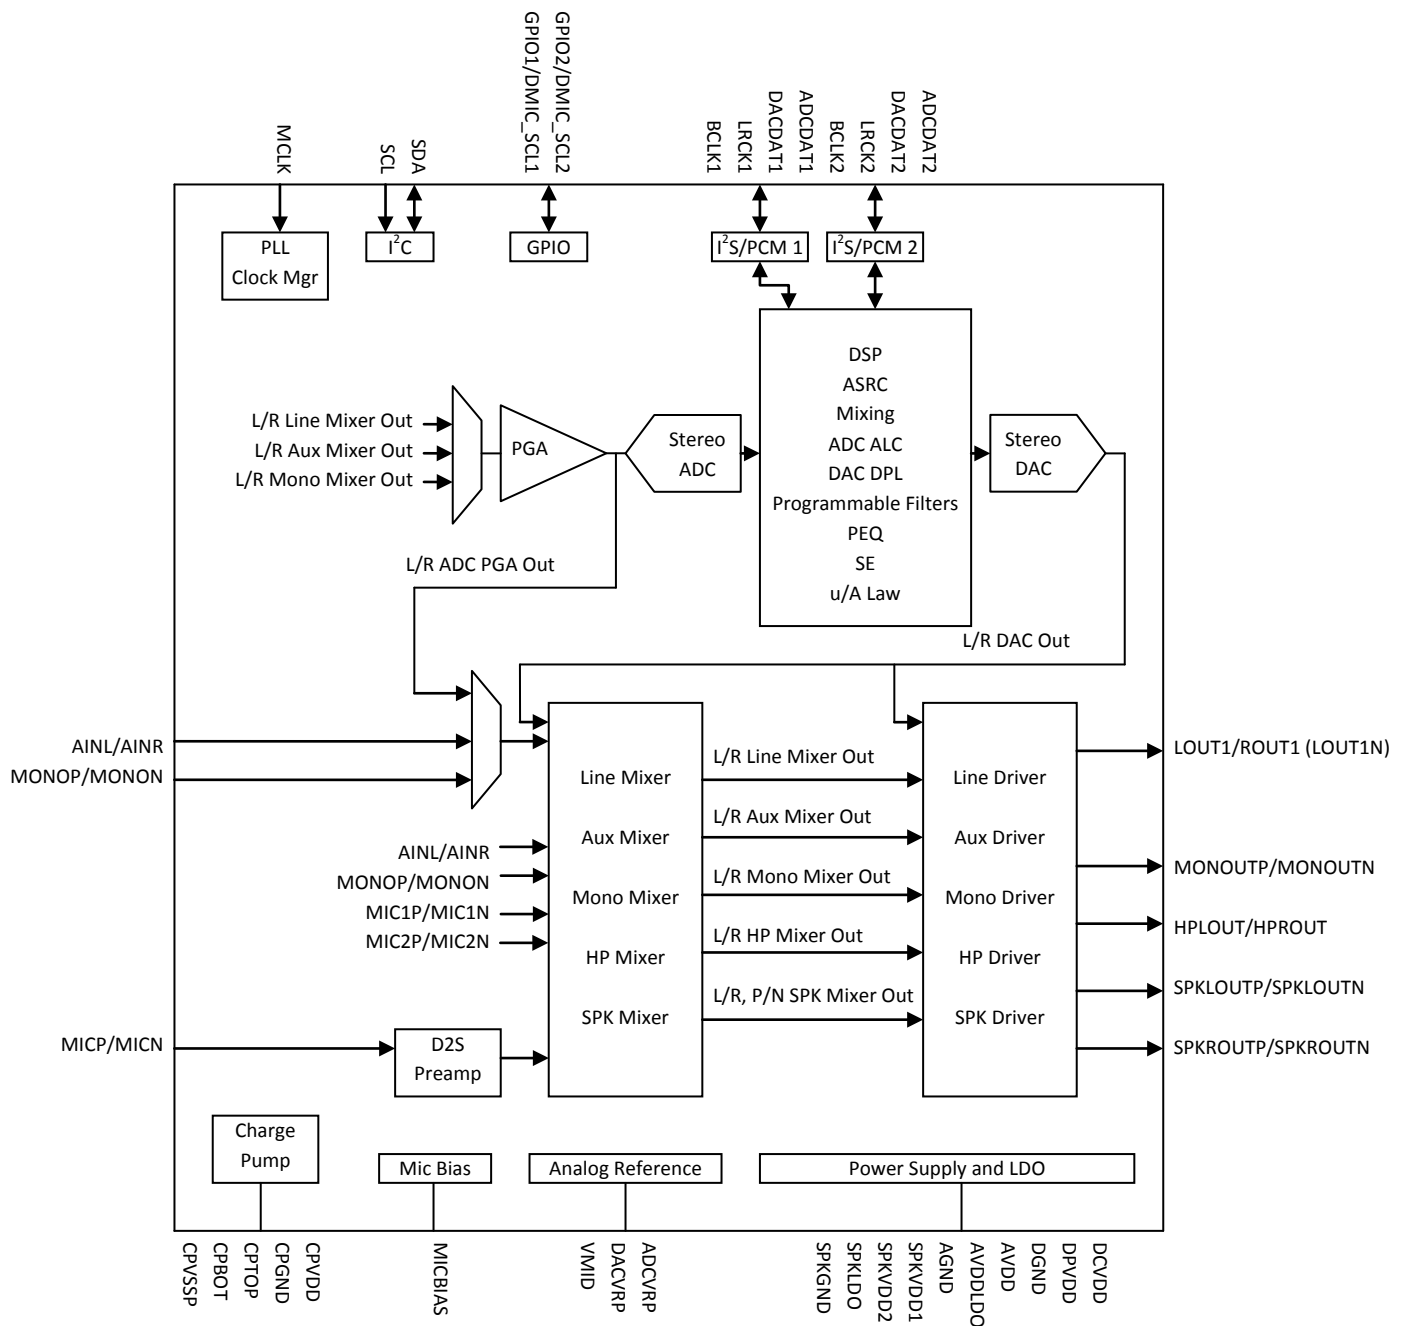 GPIO1/DMIC_SCL1
GPIO2/DMIC_SCL2
MCLK
SCL
SDA
BCLK1
LRCK1
DACDAT1
ADCDAT1
BCLK2
LRCK2
DACDAT2
ADCDAT2
PLL
Clock Mgr
I²C
GPIO
I²S/PCM 1
I²S/PCM 2
DSP
ASRC
Mixing
ADC ALC
DAC DPL
Programmable Filters
PEQ
SE
u/A Law
L/R Line Mixer Out
L/R Aux Mixer Out
L/R Mono Mixer Out
PGA
Stereo
ADC
Stereo
DAC
L/R ADC PGA Out
L/R DAC Out
AINL/AINR
MONOP/MONON
AINL/AINR
MONOP/MONON
MIC1P/MIC1N
MIC2P/MIC2N
MICP/MICN
D2S
Preamp
Line Mixer
Aux Mixer
Mono Mixer
HP Mixer
SPK Mixer
L/R Line Mixer Out
L/R Aux Mixer Out
L/R Mono Mixer Out
L/R HP Mixer Out
L/R, P/N SPK Mixer Out
Line Driver
Aux Driver
Mono Driver
HP Driver
SPK Driver
LOUT1/ROUT1 (LOUT1N)
MONOUTP/MONOUTN
HPLOUT/HPROUT
SPKLOUTP/SPKLOUTN
SPKROUTP/SPKROUTN
Charge
Pump
Mic Bias
Analog Reference
Power Supply and LDO
CPVSSP
CPBOT
CPTOP
CPGND
CPVDD
MICBIAS
VMID
DACVRP
ADCVRP
SPKGND
SPKLDO
SPKVDD2
SPKVDD1
AGND
AVDDLDO
AVDD
DGND
DPVDD
DCVDD